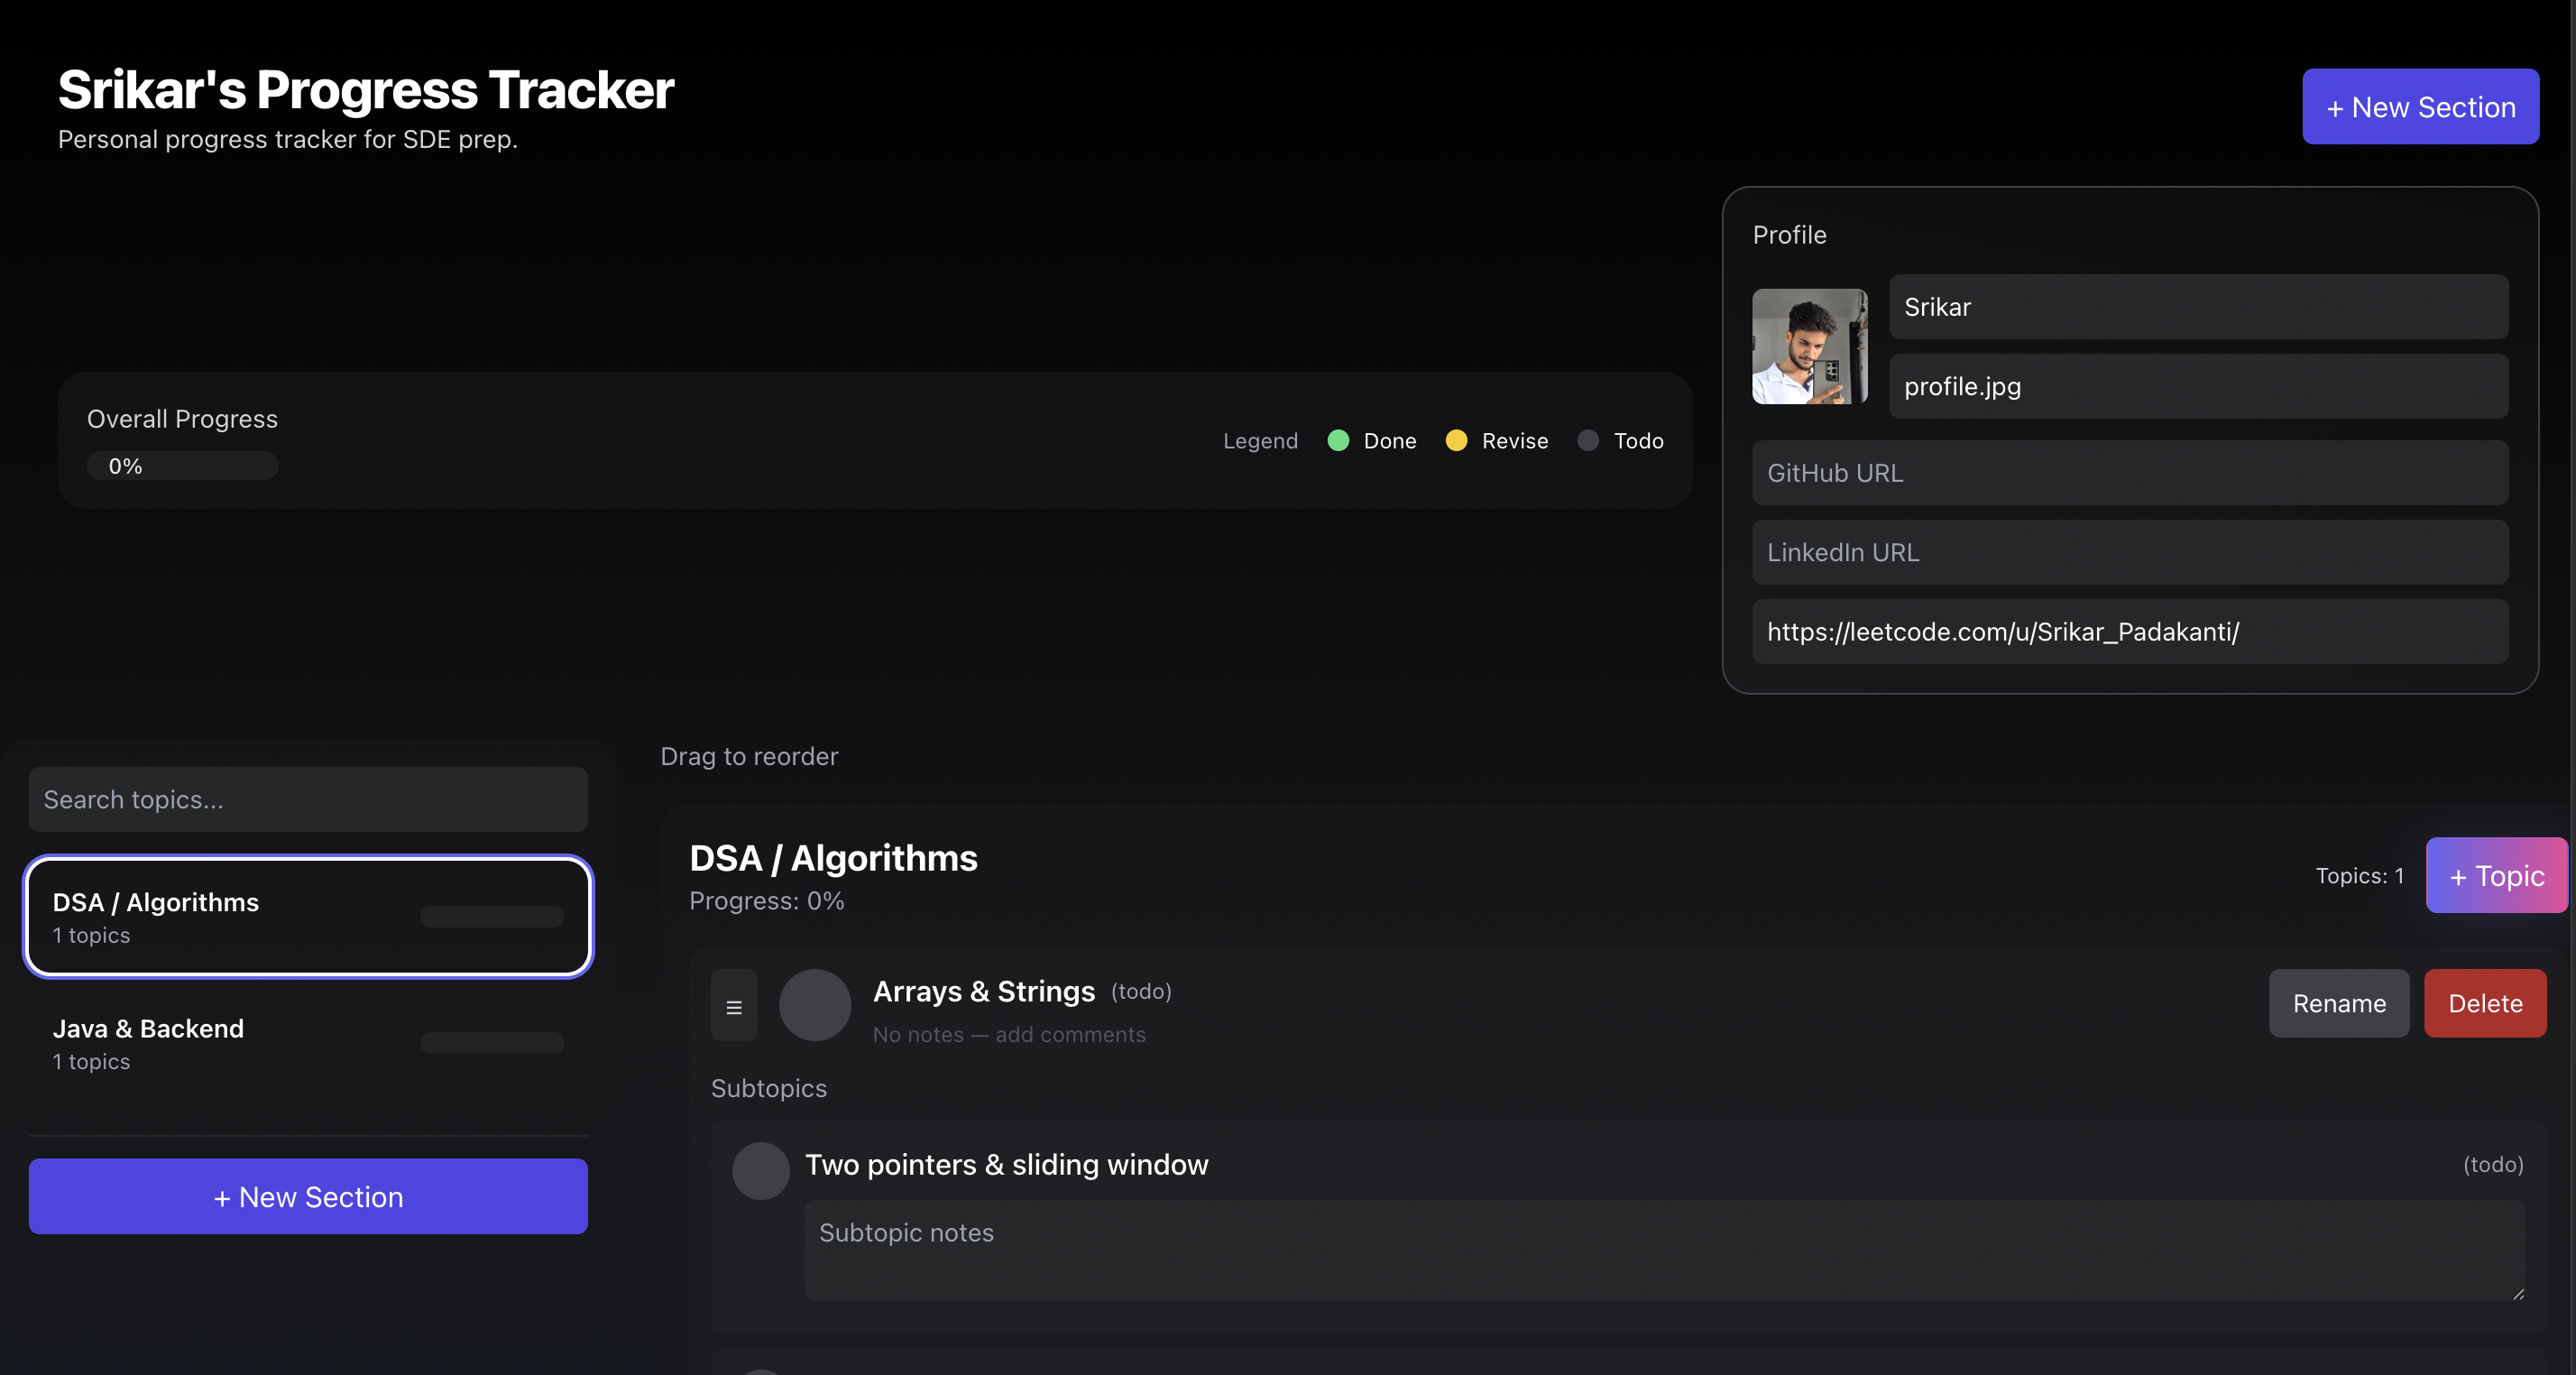 Srikar's Progress Tracker
Personal progress tracker for SDE prep.
+ New Section
Profile
Srikar
profile.jpg
GitHub URL
LinkedIn URL
https://leetcode.com/u/Srikar_Padakanti/
Overall Progress
0%
Legend Done Revise Todo
Search topics...
DSA / Algorithms
1 topics
Java & Backend
1 topics
+ New Section
Drag to reorder
DSA / Algorithms
Progress: 0%
Topics: 1
+ Topic
Arrays & Strings (todo)
No notes — add comments
Rename
Delete
Subtopics
Two pointers & sliding window
(todo)
Subtopic notes